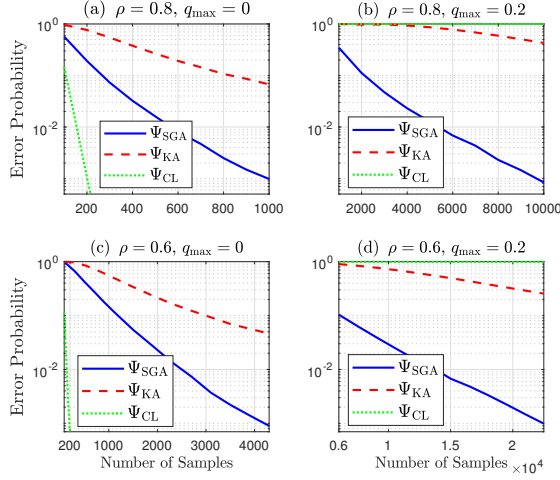 (a) ρ = 0.8, q_max = 0
10^0
10^-2
Error Probability
Ψ_SGA
Ψ_KA
Ψ_CL
200 400 600 800 1000
(b) ρ = 0.8, q_max = 0.2
10^0
10^-2
Ψ_SGA
Ψ_KA
Ψ_CL
2000 4000 6000 8000 10000
(c) ρ = 0.6, q_max = 0
10^0
10^-2
Error Probability
Ψ_SGA
Ψ_KA
Ψ_CL
200 1000 2000 3000 4000
Number of Samples
(d) ρ = 0.6, q_max = 0.2
10^0
10^-2
Ψ_SGA
Ψ_KA
Ψ_CL
0.6 1 1.5 2
Number of Samples ×10^4